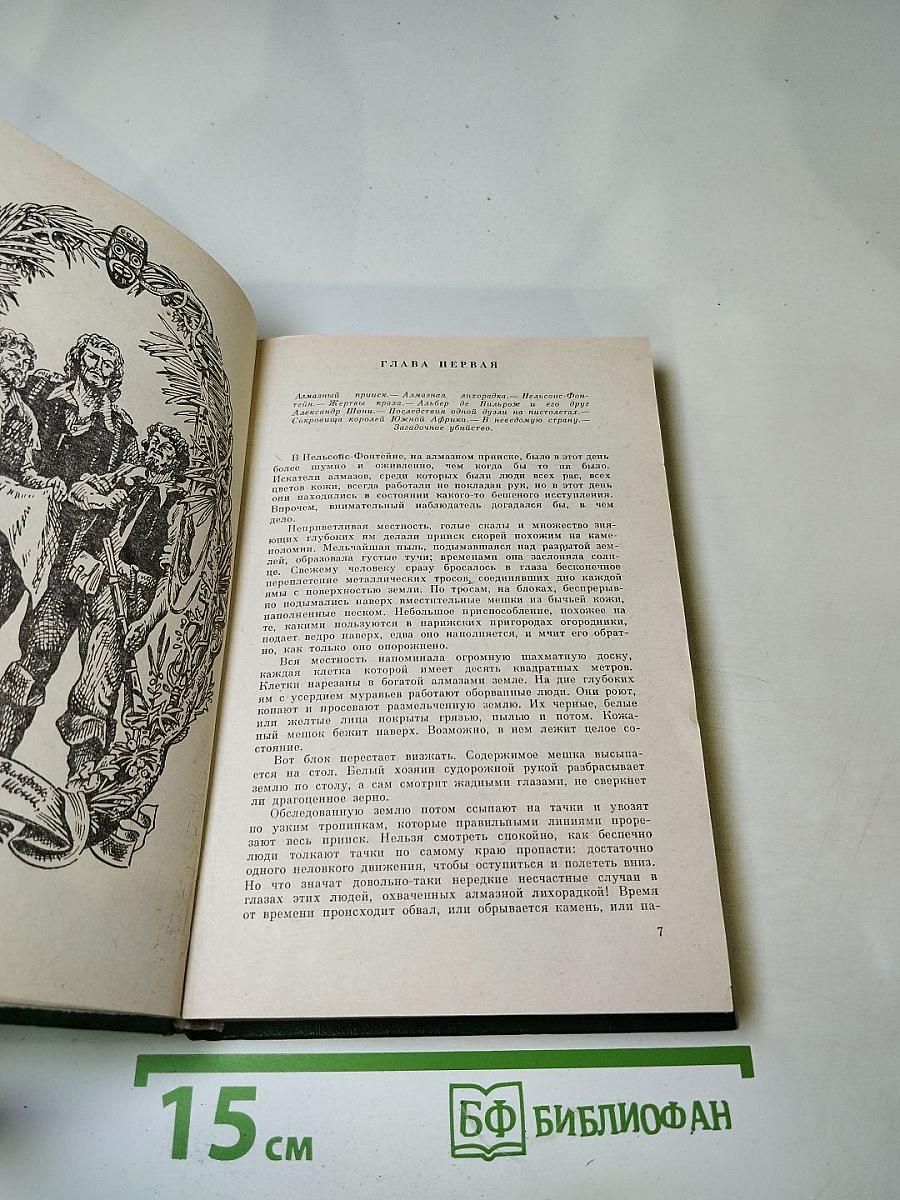 Вильрож,
Шони,
ГЛАВА ПЕРВАЯ
Алмазный прииск.— Алмазная лихорадка.— Нельсонс-Фон-
тейн.— Жертвы краха.— Альбер де Вильрож и его друг
Александр Шони.— Последствия одной дуэли на пистолетах.—
Сокровища королей Южной Африки.— В неведомую страну.—
Загадочное убийство.
В Нельсонс-Фонтейне, на алмазном прииске, было в этот день
более шумно и оживленно, чем когда бы то ни было.
Искатели алмазов, среди которых были люди всех рас, всех
цветов кожи, всегда работали не покладая рук, но в этот день
они находились в состоянии какого-то бешеного исступления.
Впрочем, внимательный наблюдатель догадался бы, в чем
дело.
Неприветливая местность, голые скалы и множество зия-
ющих глубоких ям делали прииск скорей похожим на каме-
ноломни. Мельчайшая пыль, подымавшаяся над разрытой зем-
лей, образовала густые тучи; временами она заслоняла солн-
це. Свежему человеку сразу бросалось в глаза бесконечное
переплетение металлических тросов, соединявших дно каждой
ямы с поверхностью земли. По тросам, на блоках, беспрерыв-
но подымались наверх вместительные мешки из бычьей кожи,
наполненные песком. Небольшое приспособление, похожее на
те, какими пользуются в парижских пригородах огородники,
подает ведро наверх, едва оно наполняется, и мчит его обрат-
но, как только оно опорожнено.
Вся местность напоминала огромную шахматную доску,
каждая клетка которой имеет десять квадратных метров.
Клетки нарезаны в богатой алмазами земле. На дне глубоких
ям с усердием муравьев работают оборванные люди. Они роют,
копают и просевают размельченную землю. Их черные, белые
или желтые лица покрыты грязью, пылью и потом. Кожа-
ный мешок бежит наверх. Возможно, в нем лежит целое со-
стояние.
Вот блок перестает визжать. Содержимое мешка высыпа-
ется на стол. Белый хозяин судорожной рукой разбрасывает
землю по столу, а сам смотрит жадными глазами, не сверкнет
ли драгоценное зерно.
Обследованную землю потом ссыпают на тачки и увозят
по узким тропинкам, которые правильными линиями проре-
зают весь прииск. Нельзя смотреть спокойно, как беспечно
люди толкают тачки по самому краю пропасти: достаточно
одного неловкого движения, чтобы оступиться и полететь вниз.
Но что значат довольно-таки нередкие несчастные случаи в
глазах этих людей, охваченных алмазной лихорадкой! Время
от времени происходит обвал, или обрывается камень, или па-
7
15 см
БФ БИБЛИОФАН